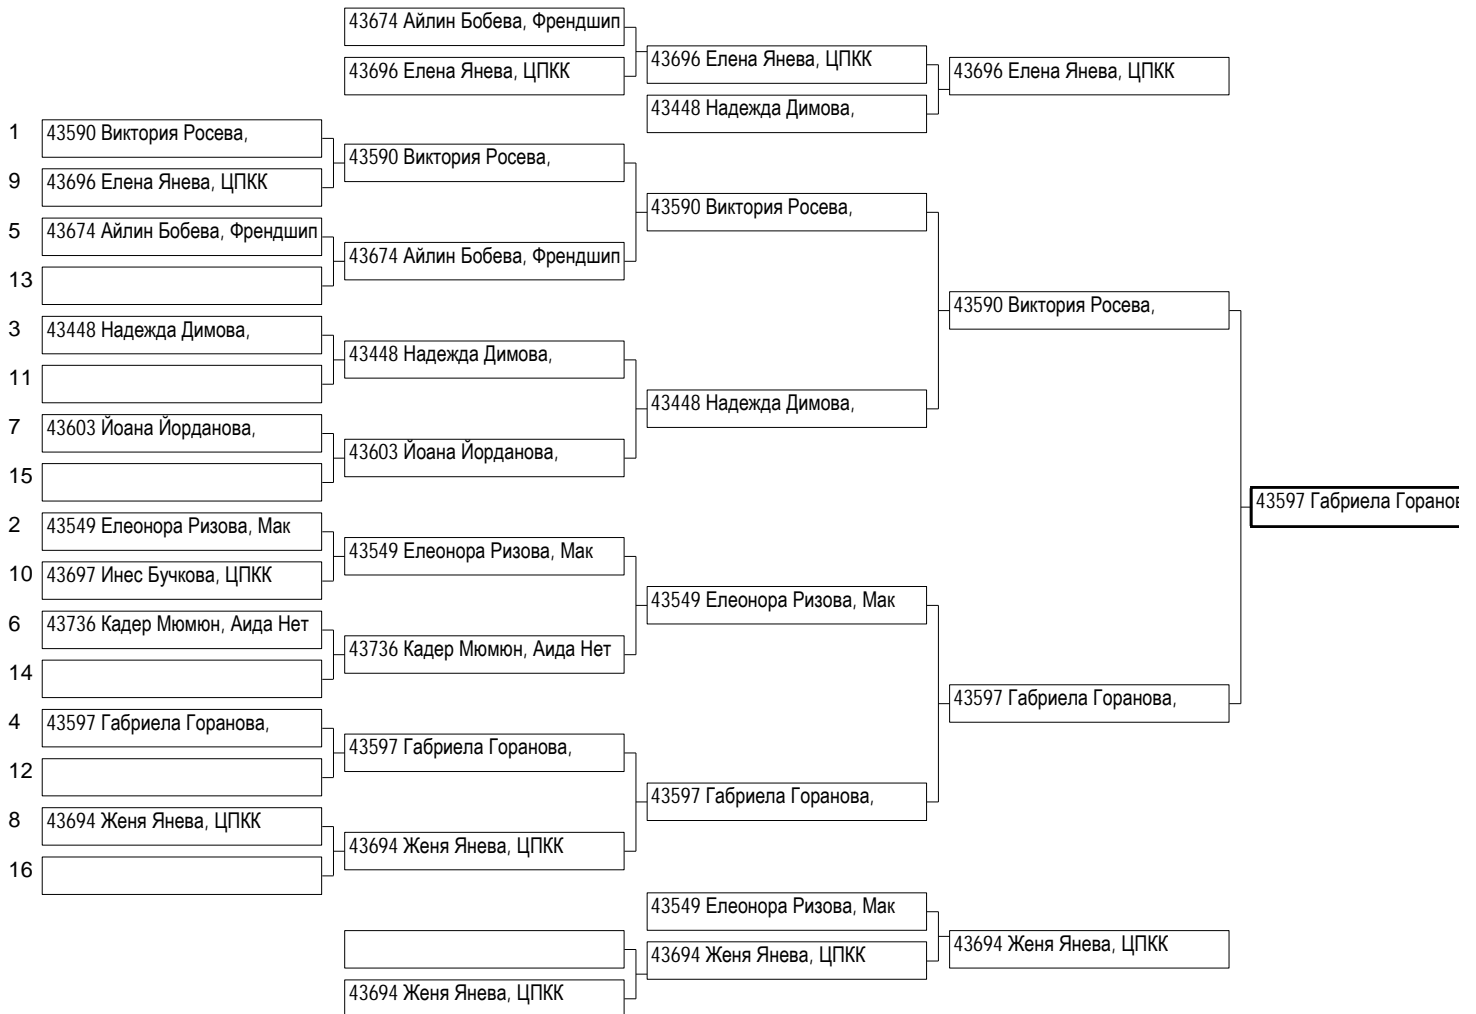 43674 Айлин Бобева, Френдшип
43696 Елена Янева, ЦПКК
43696 Елена Янева, ЦПКК
43696 Елена Янева, ЦПКК
43448 Надежда Димова,
1 43590 Виктория Росева,
43590 Виктория Росева,
9 43696 Елена Янева, ЦПКК
43590 Виктория Росева,
5 43674 Айлин Бобева, Френдшип
43674 Айлин Бобева, Френдшип
13
43590 Виктория Росева,
3 43448 Надежда Димова,
43448 Надежда Димова,
11
43448 Надежда Димова,
7 43603 Йоана Йорданова,
43603 Йоана Йорданова,
15
43597 Габриела Горанов
2 43549 Елеонора Ризова, Мак
43549 Елеонора Ризова, Мак
10 43697 Инес Бучкова, ЦПКК
43549 Елеонора Ризова, Мак
6 43736 Кадер Мюмюн, Аида Нет
43736 Кадер Мюмюн, Аида Нет
14
43597 Габриела Горанова,
4 43597 Габриела Горанова,
43597 Габриела Горанова,
12
43597 Габриела Горанова,
8 43694 Женя Янева, ЦПКК
43694 Женя Янева, ЦПКК
16
43549 Елеонора Ризова, Мак
43694 Женя Янева, ЦПКК
43694 Женя Янева, ЦПКК
43694 Женя Янева, ЦПКК